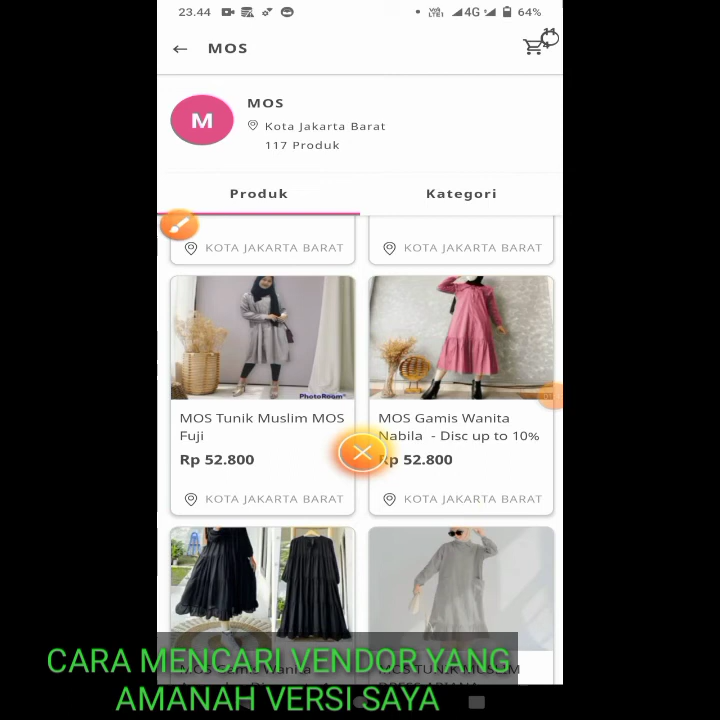 23.44
4G
64%
MOS
M
MOS
Kota Jakarta Barat
117 Produk
Produk
Kategori
KOTA JAKARTA BARAT
KOTA JAKARTA BARAT
PhotoRoom
MOS Tunik Muslim MOS
Fuji
Rp 52.800
KOTA JAKARTA BARAT
MOS Gamis Wanita
Nabila - Disc up to 10%
Rp 52.800
KOTA JAKARTA BARAT
CARA MENCARI VENDOR YANG
AMANAH VERSI SAYA